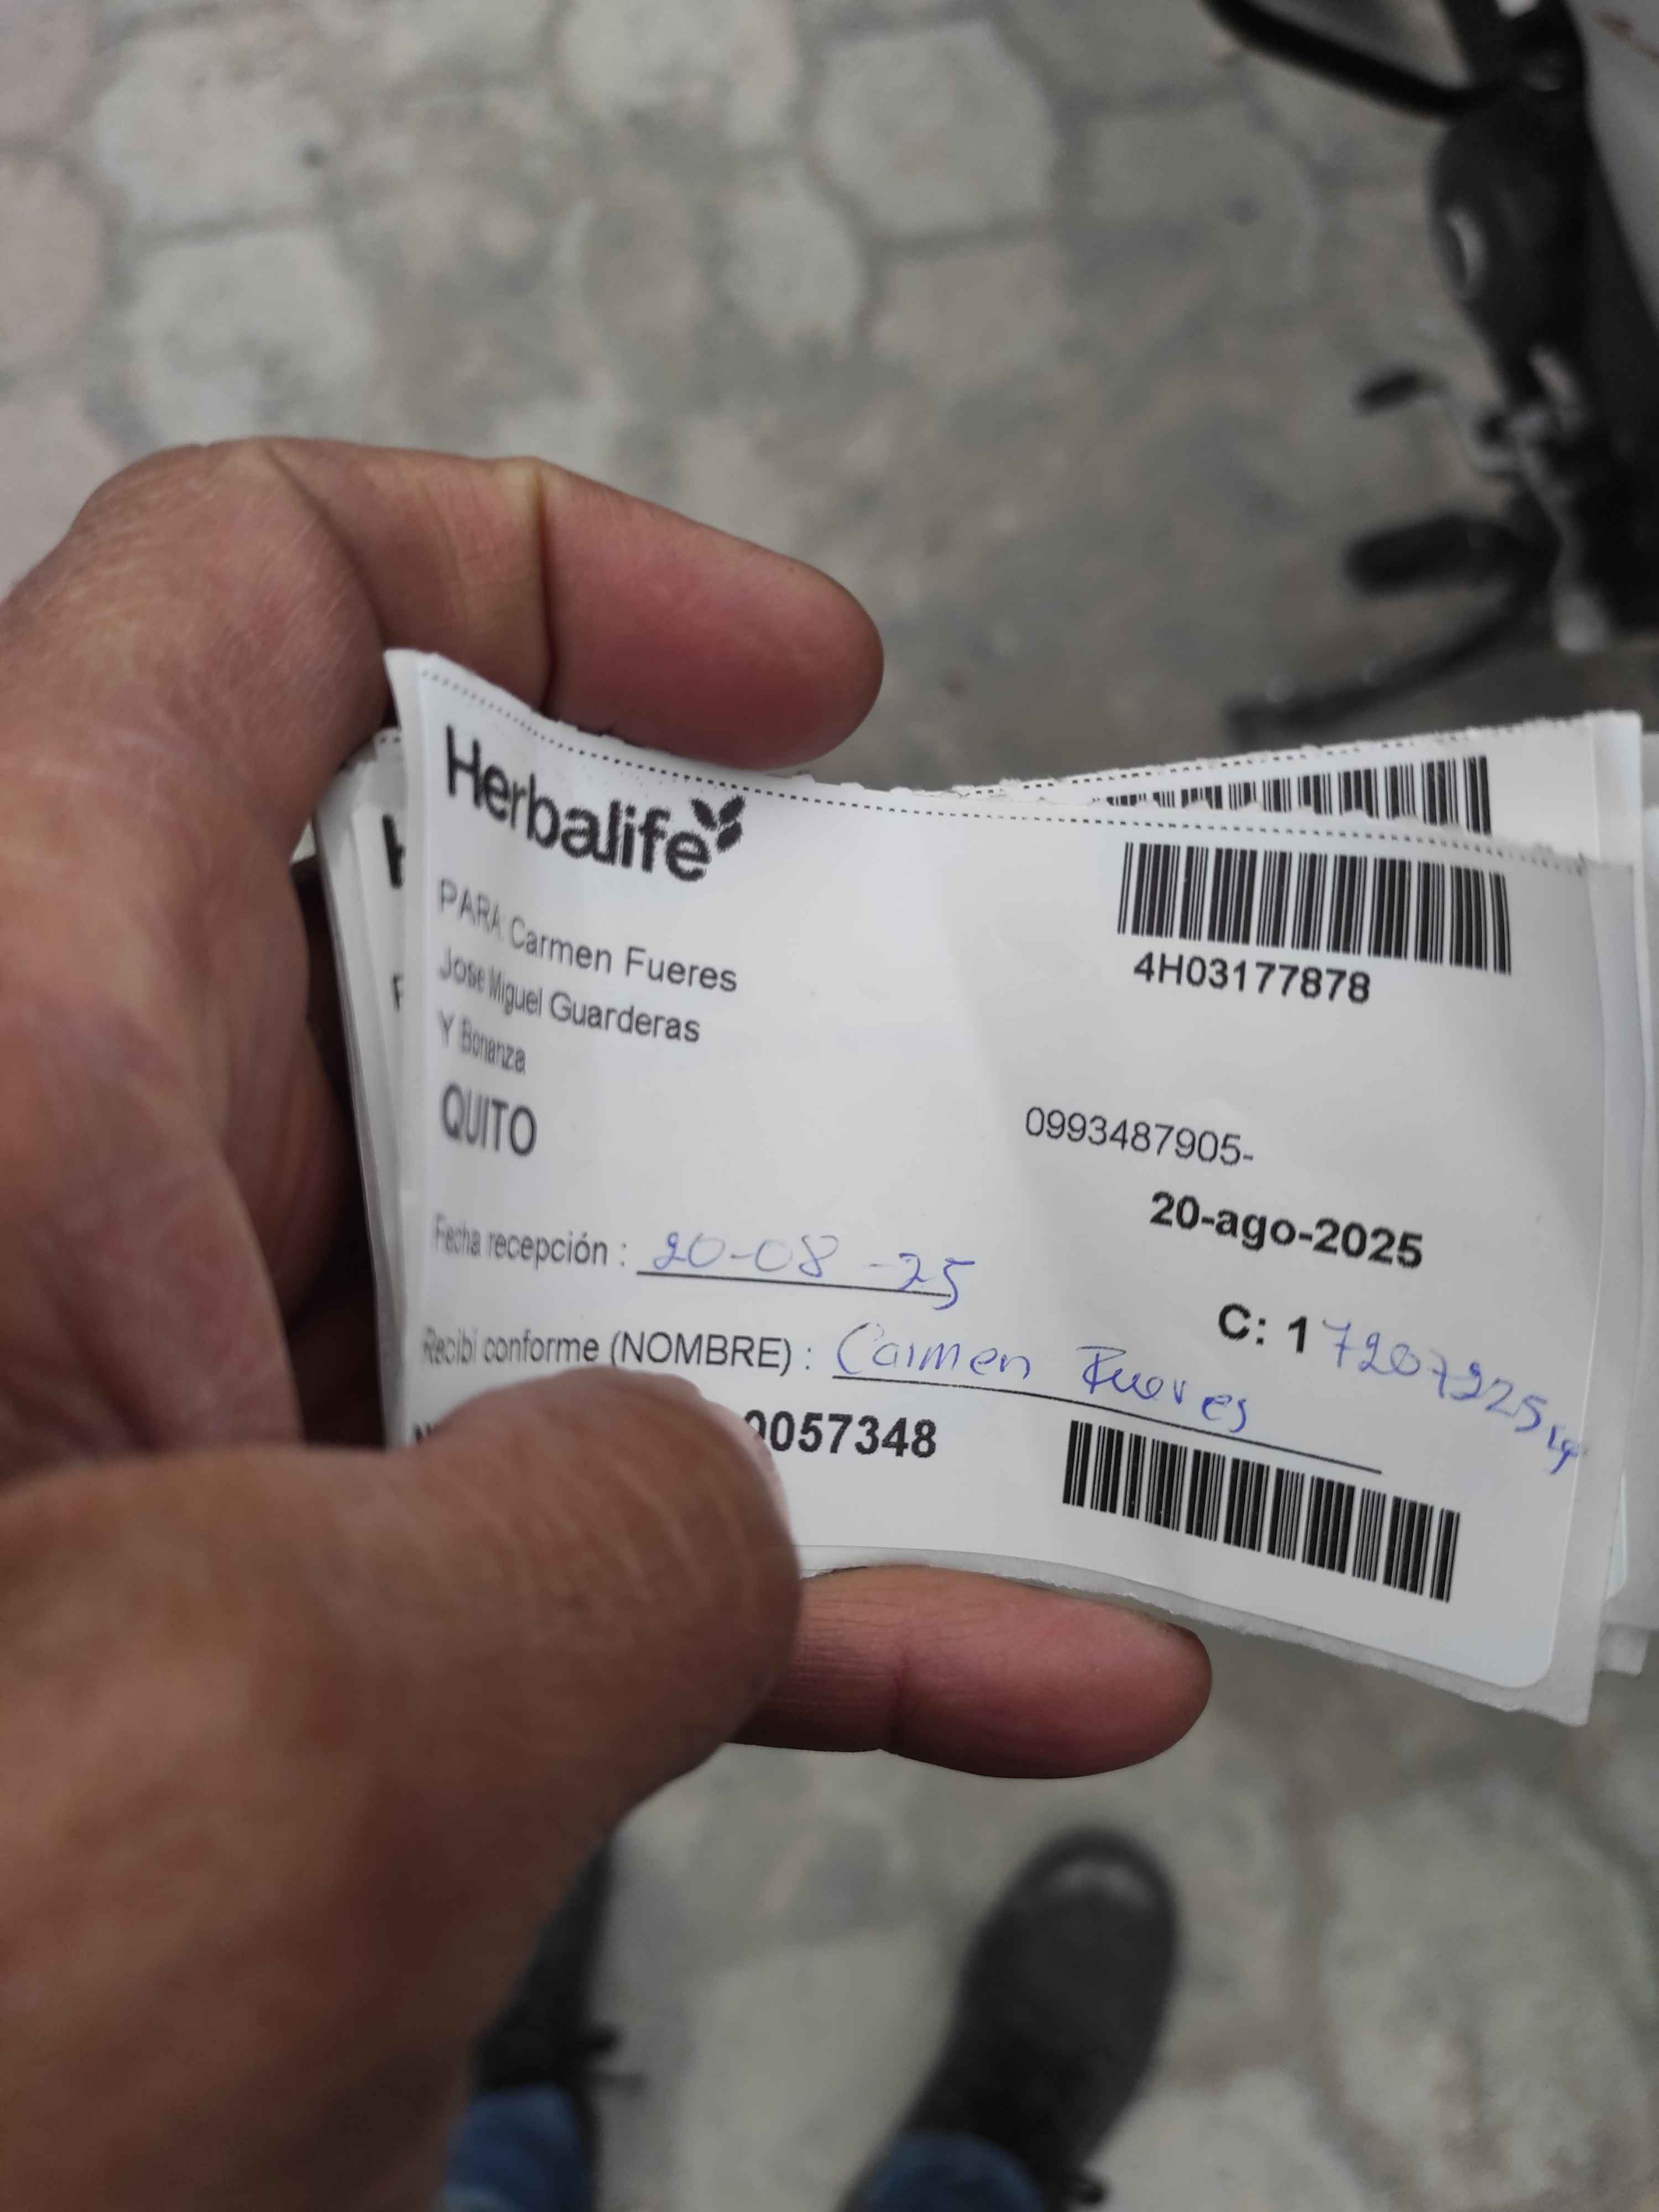 Herbalife
4H03177878
PARA: Carmen Fueres
Jose Miguel Guarderas
Y Bonanza
QUITO
0993487905-
20-ago-2025
Fecha recepción : 20-08-25
C: 1
Recibí conforme (NOMBRE) : Carmen Fueres
0057348